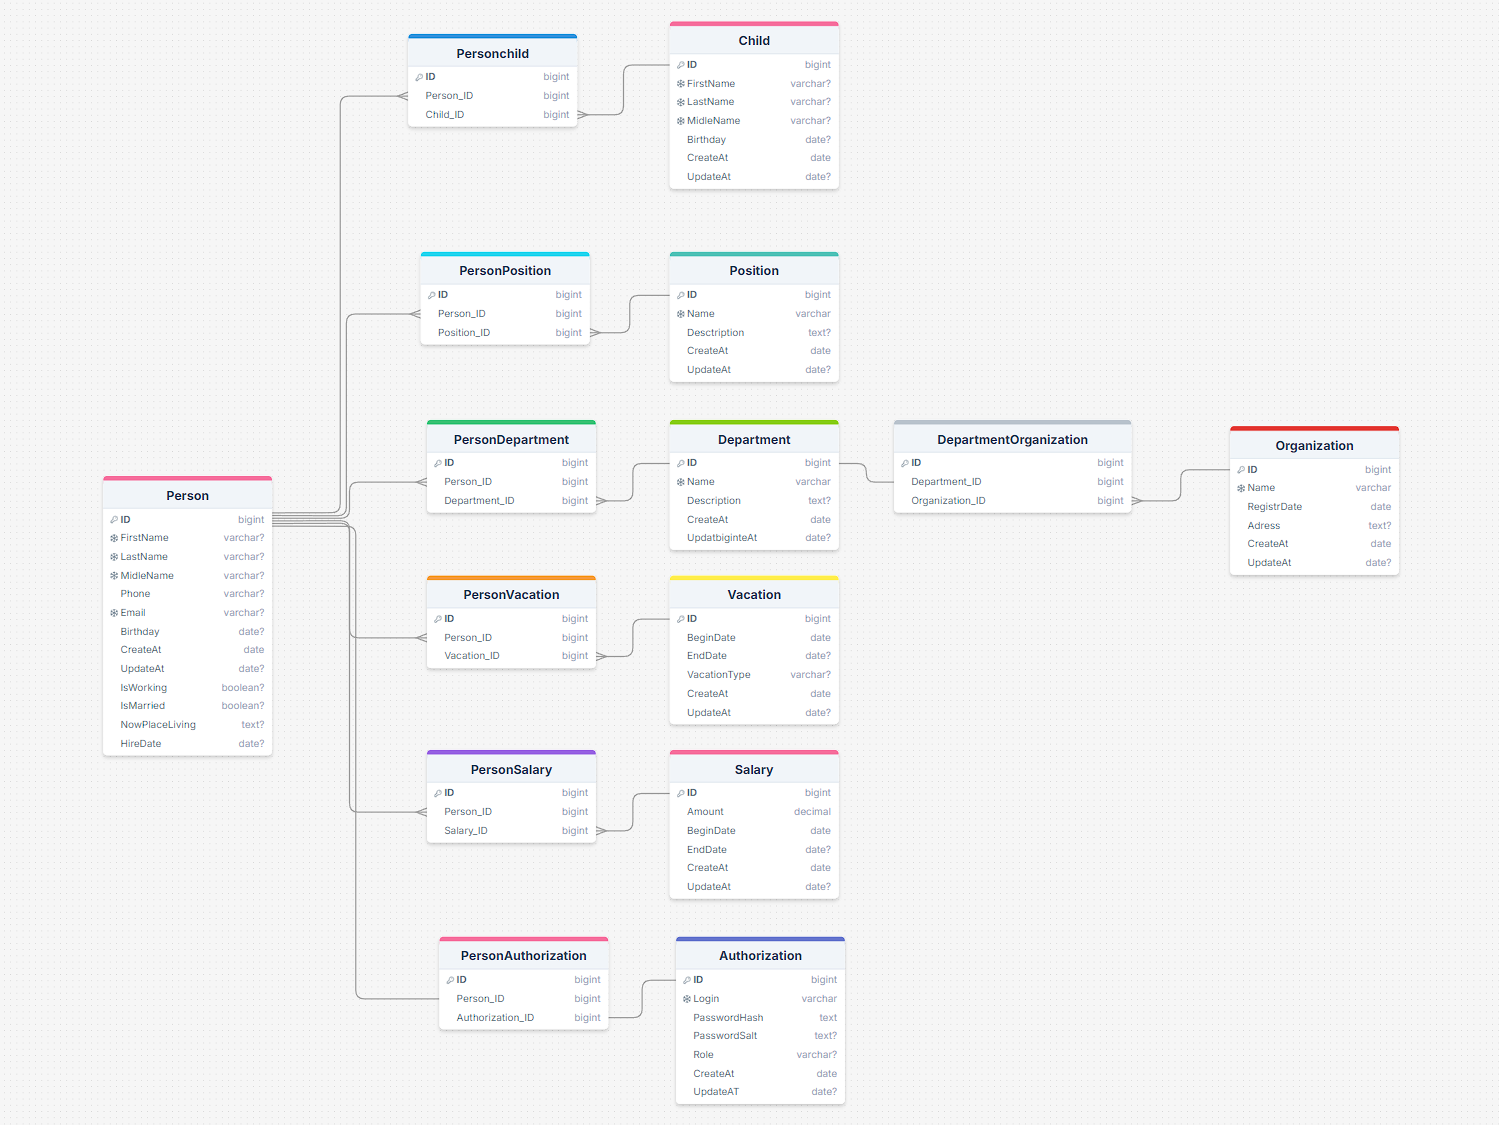 Personchild
ID bigint
Person_ID bigint
Child_ID bigint
Child
ID bigint
FirstName varchar?
LastName varchar?
MidleName varchar?
Birthday date?
CreateAt date
UpdateAt date?
PersonPosition
ID bigint
Person_ID bigint
Position_ID bigint
Position
ID bigint
Name varchar
Desctription text?
CreateAt date
UpdateAt date?
PersonDepartment
ID bigint
Person_ID bigint
Department_ID bigint
Department
ID bigint
Name varchar
Description text?
CreateAt date
UpdatbiginteAt date?
DepartmentOrganization
ID bigint
Department_ID bigint
Organization_ID bigint
Organization
ID bigint
Name varchar
RegistrDate date
Adress text?
CreateAt date
UpdateAt date?
Person
ID bigint
FirstName varchar?
LastName varchar?
MidleName varchar?
Phone varchar?
Email varchar?
Birthday date?
CreateAt date
UpdateAt date?
IsWorking boolean?
IsMarried boolean?
NowPlaceLiving text?
HireDate date?
PersonVacation
ID bigint
Person_ID bigint
Vacation_ID bigint
Vacation
ID bigint
BeginDate date
EndDate date?
VacationType varchar?
CreateAt date
UpdateAt date?
PersonSalary
ID bigint
Person_ID bigint
Salary_ID bigint
Salary
ID bigint
Amount decimal
BeginDate date
EndDate date?
CreateAt date
UpdateAt date?
PersonAuthorization
ID bigint
Person_ID bigint
Authorization_ID bigint
Authorization
ID bigint
Login varchar
PasswordHash text
PasswordSalt text?
Role varchar?
CreateAt date
UpdateAT date?